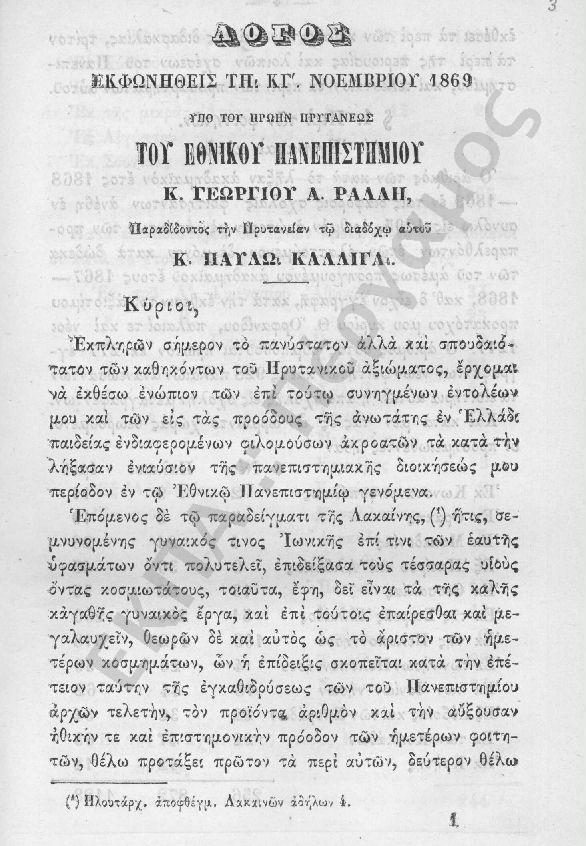 3
ΛΟΓΟΣ
ΕΚΦΩΝΗΘΕΙΣ ΤΗι ΚΓʹ. ΝΟΕΜΒΡΙΟΥ 1869
ΥΠΟ ΤΟΥ ΠΡΩΗΝ ΠΡΥΤΑΝΕΩΣ
ΤΟΥ ΕΘΝΙΚΟΥ ΠΑΝΕΠΙΣΤΗΜΙΟΥ
Κ. ΓΕΩΡΓΙΟΥ Α. ΡΑΛΛΗ,
Παραδίδοντος τὴν Πρυτανείαν τῷ διαδόχῳ αὐτοῦ
Κ. ΠΑΥΛΩι ΚΑΛΛΙΓΑι.
Κύριοι,
Ἐκπληρῶν σήμερον τὸ πανύστατον ἀλλὰ καὶ σπουδαιό-
τατον τῶν καθηκόντων τοῦ Πρυτανικοῦ ἀξιώματος, ἔρχομαι
νὰ ἐκθέσω ἐνώπιον τῶν ἐπὶ τούτῳ συνηγμένων ἐντολέων
μου καὶ τῶν εἰς τὰς προόδους τῆς ἀνωτάτης ἐν Ἑλλάδι
παιδείας ἐνδιαφερομένων φιλομούσων ἀκροατῶν τὰ κατὰ τὴν
λήξασαν ἐνιαύσιον τῆς πανεπιστημιακῆς διοικήσεώς μου
περίοδον ἐν τῷ Ἐθνικῷ Πανεπιστημίῳ γενόμενα.
Ἑπόμενος δὲ τῷ παραδείγματι τῆς Λακαίνης, (¹) ἥτις, σε-
μνυνομένης γυναικός τινος Ἰωνικῆς ἐπί τινι τῶν ἑαυτῆς
ὑφασμάτων ὄντι πολυτελεῖ, ἐπιδείξασα τοὺς τέσσαρας υἱοὺς
ὄντας κοσμιωτάτους, τοιαῦτα, ἔφη, δεῖ εἶναι τὰ τῆς καλῆς
κἀγαθῆς γυναικὸς ἔργα, καὶ ἐπὶ τούτοις ἐπαίρεσθαι καὶ με-
γαλαυχεῖν, θεωρῶν δὲ καὶ αὐτὸς ὡς τὸ ἄριστον τῶν ἡμε-
τέρων κοσμημάτων, ὧν ἡ ἐπίδειξις σκοπεῖται κατὰ τὴν ἐπέ-
τειον ταύτην τῆς ἐγκαθιδρύσεως τῶν τοῦ Πανεπιστημίου
ἀρχῶν τελετὴν, τὸν προϊόντα ἀριθμὸν καὶ τὴν αὔξουσαν
ἠθικήν τε καὶ ἐπιστημονικὴν πρόοδον τῶν ἡμετέρων φοιτη-
τῶν, θέλω προτάξει πρῶτον τὰ περὶ αὐτῶν, δεύτερον θέλω
(¹) Πλουτάρχ. ἀποφθέγμ. Λακαινῶν ἀδήλων 4.
1
ΕΚΠΑ :: Πέργαμος